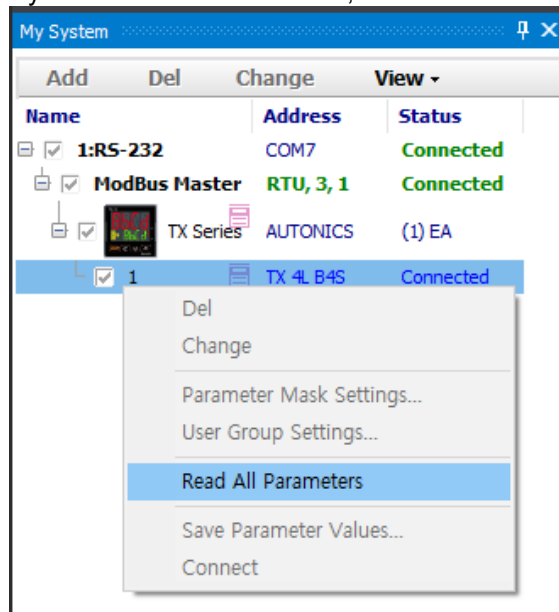 My System
Add Del Change View
Name Address Status
1:RS-232 COM7 Connected
ModBus Master RTU, 3, 1 Connected
TX Series AUTONICS (1) EA
1 TX 4L B4S Connected
Del
Change
Parameter Mask Settings...
User Group Settings...
Read All Parameters
Save Parameter Values...
Connect